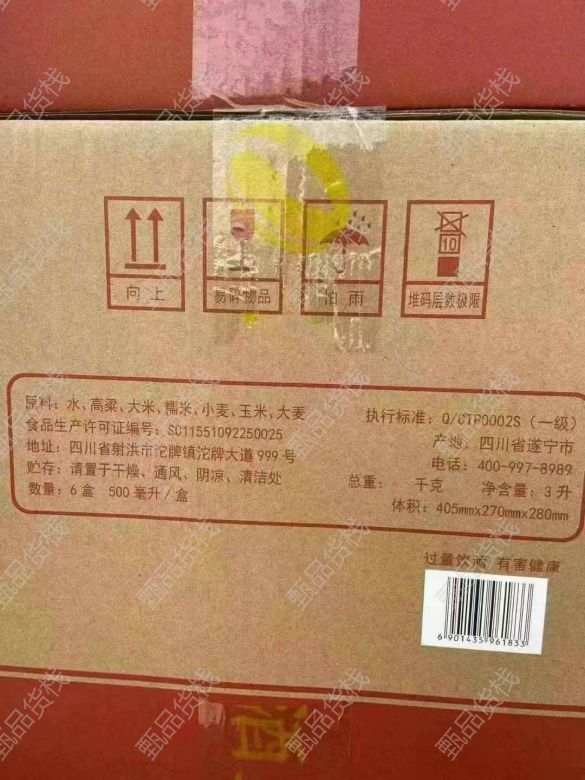 向上
易碎物品
怕雨
10
堆码层数极限
原料：水、高粱、大米、糯米、小麦、玉米、大麦
食品生产许可证编号：SC11551092250025
地址：四川省射洪市沱牌镇沱牌大道999号
贮存：请置于干燥、通风、阴凉、清洁处
数量：6盒 500毫升/盒
执行标准：Q/CTP0002S（一级）
产地：四川省遂宁市
电话：400-997-8989
总重： 千克 净含量：3升
体积：405mmx270mmx280mm
过量饮酒 有害健康
6 901435 961833
酒
甄品货栈